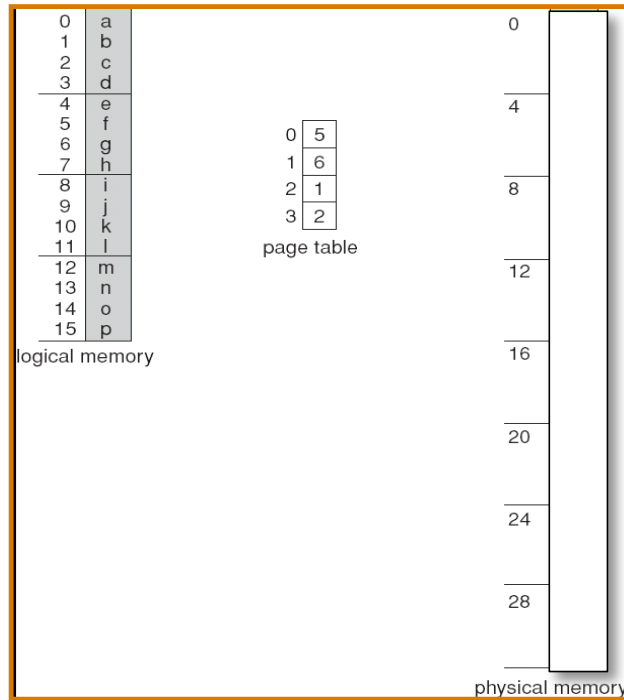 0 a
1 b
2 c
3 d
4 e
5 f
6 g
7 h
8 i
9 j
10 k
11 l
12 m
13 n
14 o
15 p
logical memory
0 5
1 6
2 1
3 2
page table
0
4
8
12
16
20
24
28
physical memory